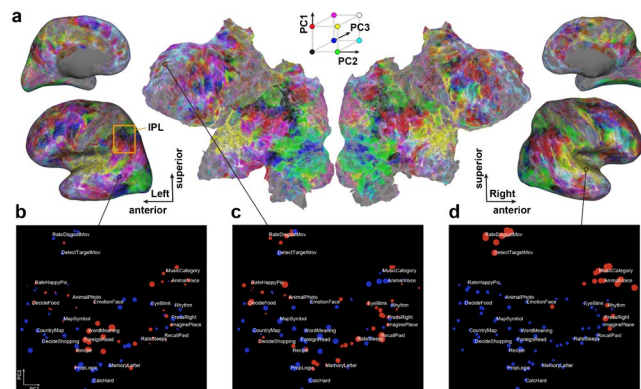 a
PC1
PC3
PC2
IPL
superior
Left
anterior
superior
Right
anterior
b
c
d
RateDisgustMov
DetectTargetMov
MusicCategory
AnimalVoice
RateHappyPic
AnimalPhoto
DecideFood
EmotionFace
EyeBlink
Rhythm
MapSymbol
PressRight
ImaginePlace
CountryMap
WordMeaning
RecallPast
DecideShopping
ForeignRead
RateSleepy
Recipe
PropLogic
MemoryLetter
CalcHard
PC2
PC1
RateDisgustMov
DetectTargetMov
MusicCategory
AnimalVoice
RateHappyPic
AnimalPhoto
DecideFood
EmotionFace
EyeBlink
Rhythm
MapSymbol
PressRight
ImaginePlace
CountryMap
WordMeaning
RecallPast
DecideShopping
ForeignRead
RateSleepy
Recipe
PropLogic
MemoryLetter
CalcHard
RateDisgustMov
DetectTargetMov
MusicCategory
AnimalVoice
RateHappyPic
AnimalPhoto
DecideFood
EmotionFace
EyeBlink
Rhythm
MapSymbol
PressRight
ImaginePlace
CountryMap
WordMeaning
RecallPast
DecideShopping
ForeignRead
RateSleepy
Recipe
PropLogic
MemoryLetter
CalcHard